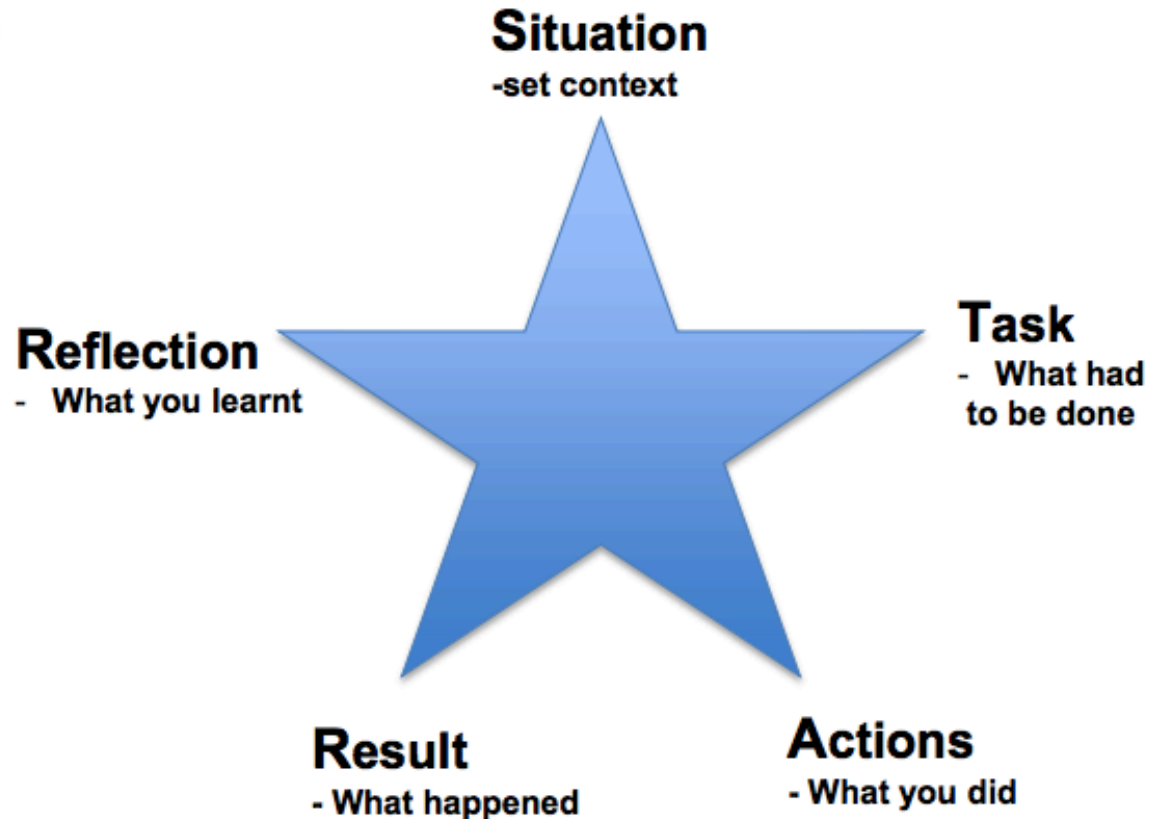 Situation
-set context
Task
- What had
to be done
Actions
- What you did
Result
- What happened
Reflection
- What you learnt